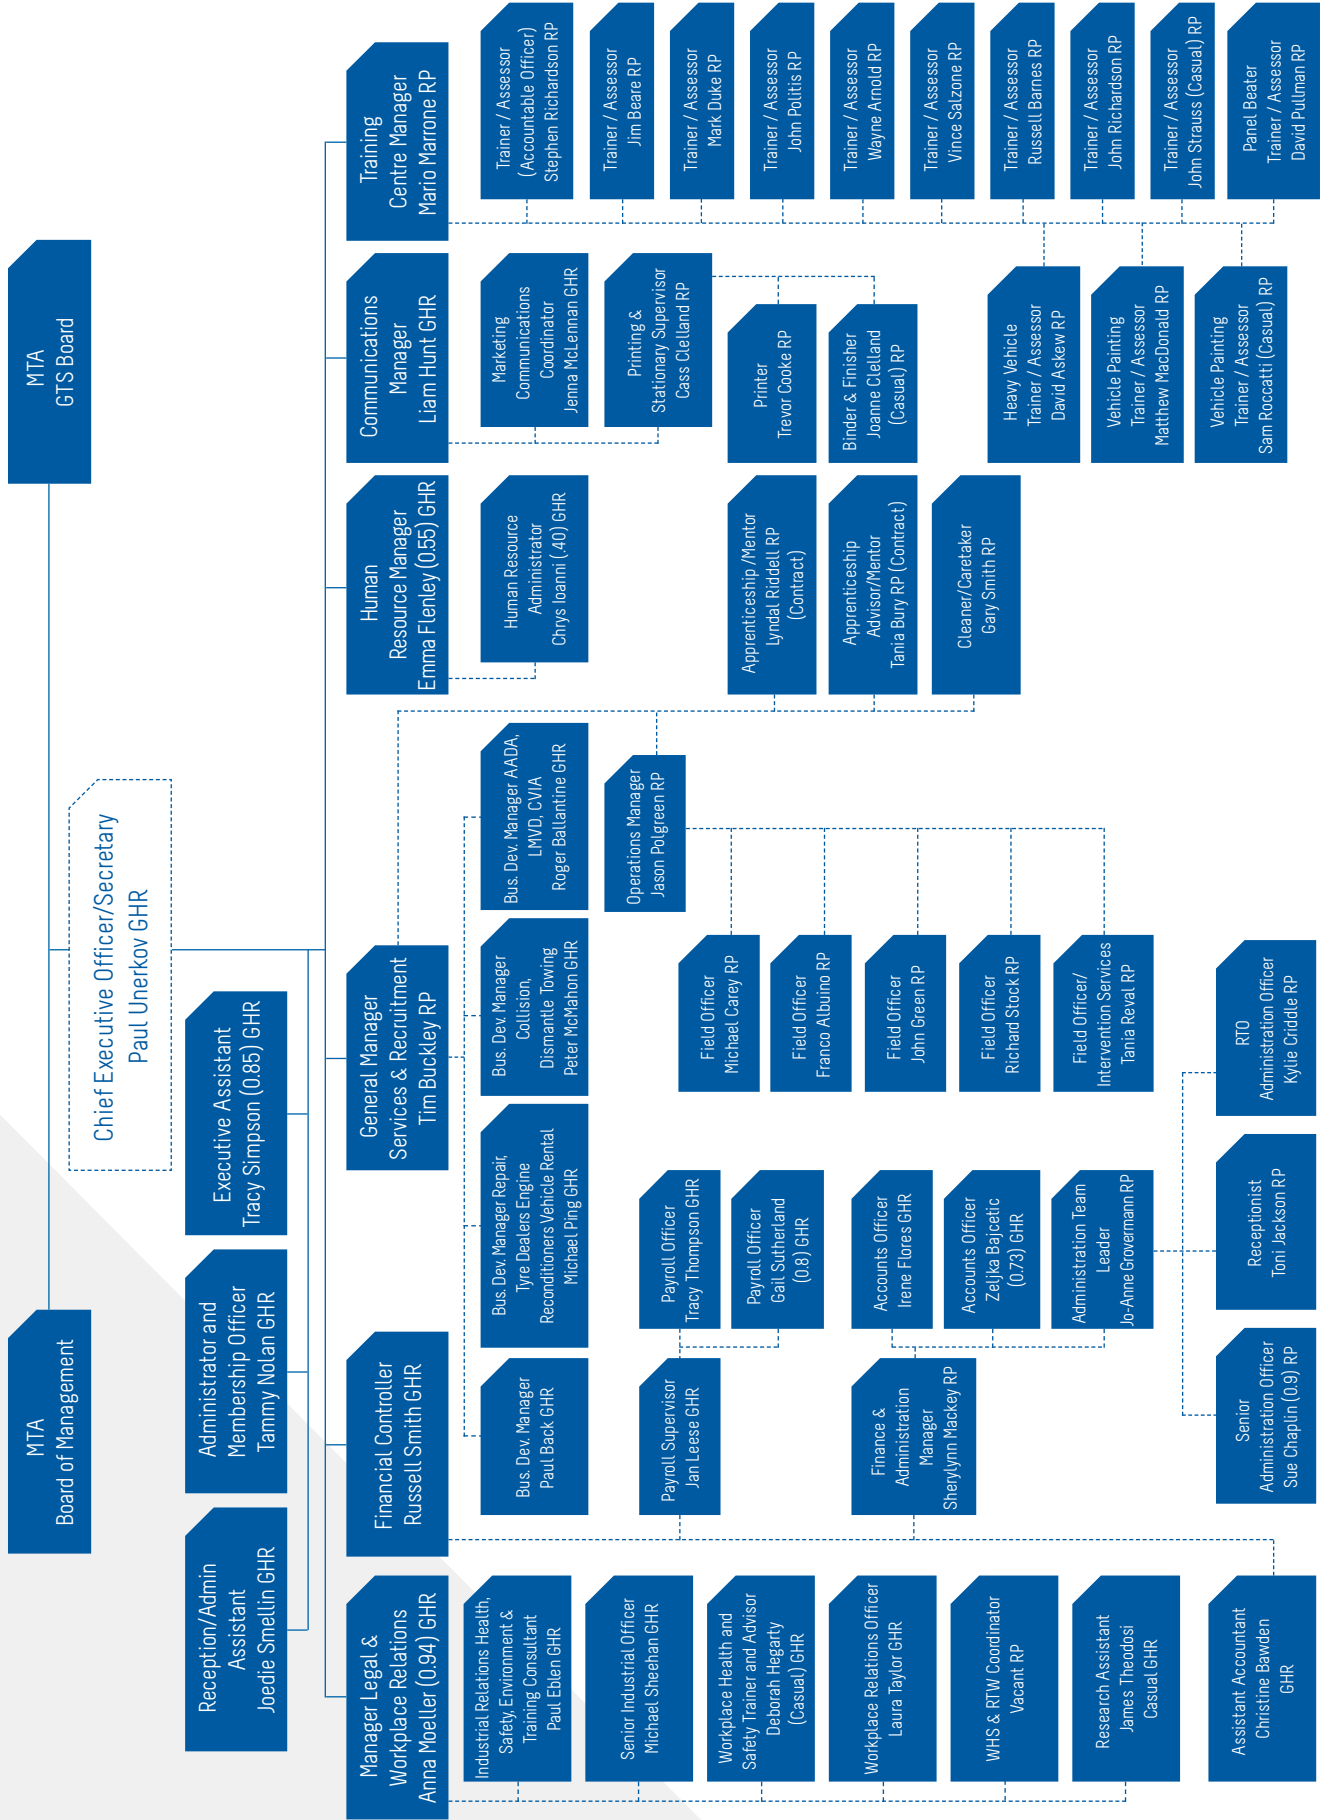 MTA
Board of Management
MTA
GTS Board
Chief Executive Officer/Secretary
Paul Unerkov GHR
Reception/Admin
Assistant
Joedie Smellin GHR
Administrator and
Membership Officer
Tammy Nolan GHR
Executive Assistant
Tracy Simpson (0.85) GHR
Manager Legal &
Workplace Relations
Anna Moeller (0.94) GHR
Financial Controller
Russell Smith GHR
General Manager
Services & Recruitment
Tim Buckley RP
Human
Resource Manager
Emma Flenley (0.55) GHR
Communications
Manager
Liam Hunt GHR
Training
Centre Manager
Mario Marrone RP
Industrial Relations Health,
Safety, Environment &
Training Consultant
Paul Eblen GHR
Senior Industrial Officer
Michael Sheehan GHR
Workplace Health and
Safety Trainer and Advisor
Deborah Hegarty
(Casual) GHR
Workplace Relations Officer
Laura Taylor GHR
WHS & RTW Coordinator
Vacant RP
Research Assistant
James Theodosi
Casual GHR
Assistant Accountant
Christine Bawden
GHR
Bus. Dev. Manager
Paul Back GHR
Bus. Dev. Manager Repair,
Tyre Dealers Engine
Reconditioners Vehicle Rental
Michael Ping GHR
Bus. Dev. Manager
Collision,
Dismantle Towing
Peter McMahon GHR
Bus. Dev. Manager AADA,
LMVD, CVIA
Roger Ballantine GHR
Payroll Supervisor
Jan Leese GHR
Payroll Officer
Tracy Thompson GHR
Payroll Officer
Gail Sutherland
(0.8) GHR
Finance &
Administration
Manager
Sherylynn Mackey RP
Accounts Officer
Irene Flores GHR
Accounts Officer
Zeljka Bajcetic
(0.73) GHR
Administration Team
Leader
Jo-Anne Grovermann RP
Senior
Administration Officer
Sue Chaplin (0.9) RP
Receptionist
Toni Jackson RP
RTO
Administration Officer
Kylie Criddle RP
Operations Manager
Jason Polgreen RP
Field Officer
Michael Carey RP
Field Officer
Franco Albuino RP
Field Officer
John Green RP
Field Officer
Richard Stock RP
Field Officer/
Intervention Services
Tania Reval RP
Human Resource
Administrator
Chrys Ioanni (.40) GHR
Apprenticeship /Mentor
Lyndal Riddell RP
(Contract)
Apprenticeship
Advisor/Mentor
Tania Bury RP (Contract)
Cleaner/Caretaker
Gary Smith RP
Marketing
Communications
Coordinator
Jenna McLennan GHR
Printing &
Stationary Supervisor
Cass Clelland RP
Printer
Trevor Cooke RP
Binder & Finisher
Joanne Clelland
(Casual) RP
Heavy Vehicle
Trainer / Assessor
David Askew RP
Vehicle Painting
Trainer / Assessor
Matthew MacDonald RP
Vehicle Painting
Trainer / Assessor
Sam Roccatti (Casual) RP
Trainer / Assessor
(Accountable Officer)
Stephen Richardson RP
Trainer / Assessor
Jim Beare RP
Trainer / Assessor
Mark Duke RP
Trainer / Assessor
John Politis RP
Trainer / Assessor
Wayne Arnold RP
Trainer / Assessor
Vince Salzone RP
Trainer / Assessor
Russell Barnes RP
Trainer / Assessor
John Richardson RP
Trainer / Assessor
John Strauss (Casual) RP
Panel Beater
Trainer / Assessor
David Pullman RP